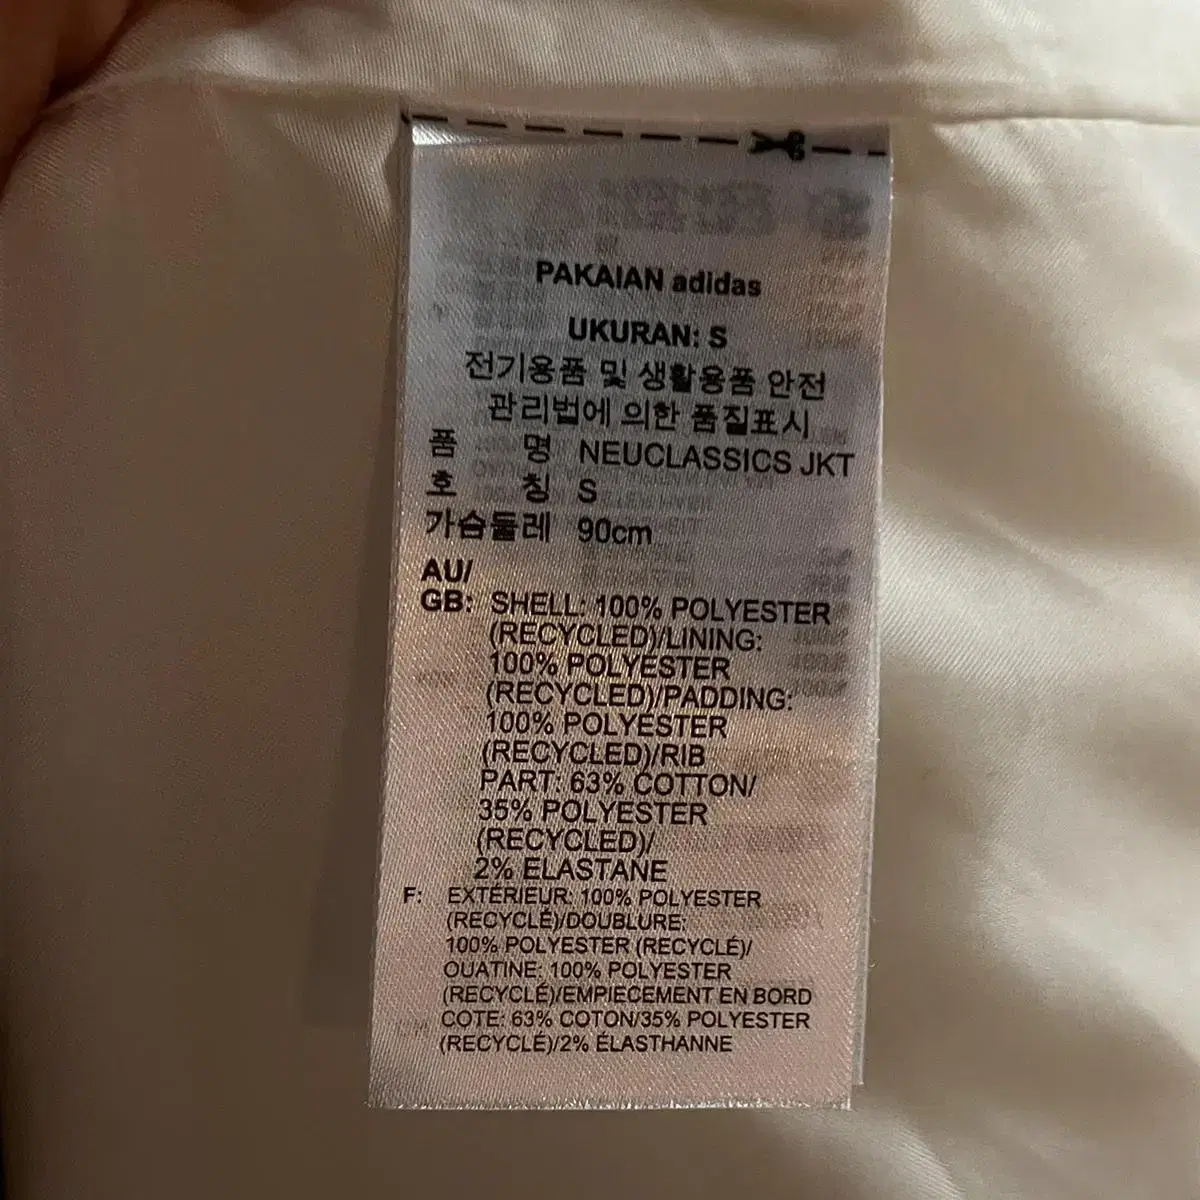 PAKAIAN adidas
UKURAN: S
전기용품 및 생활용품 안전
관리법에 의한 품질표시
품 명 NEUCLASSICS JKT
호 칭 S
가슴둘레 90cm
AU/
GB: SHELL: 100% POLYESTER
(RECYCLED)/LINING:
100% POLYESTER
(RECYCLED)/PADDING:
100% POLYESTER
(RECYCLED)/RIB
PART: 63% COTTON/
35% POLYESTER
(RECYCLED)/
2% ELASTANE
F: EXTÉRIEUR: 100% POLYESTER
(RECYCLÉ)/DOUBLURE:
100% POLYESTER (RECYCLÉ)/
OUATINE: 100% POLYESTER
(RECYCLÉ)/EMPIECEMENT EN BORD
COTE: 63% COTON/35% POLYESTER
(RECYCLÉ)/2% ÉLASTHANNE